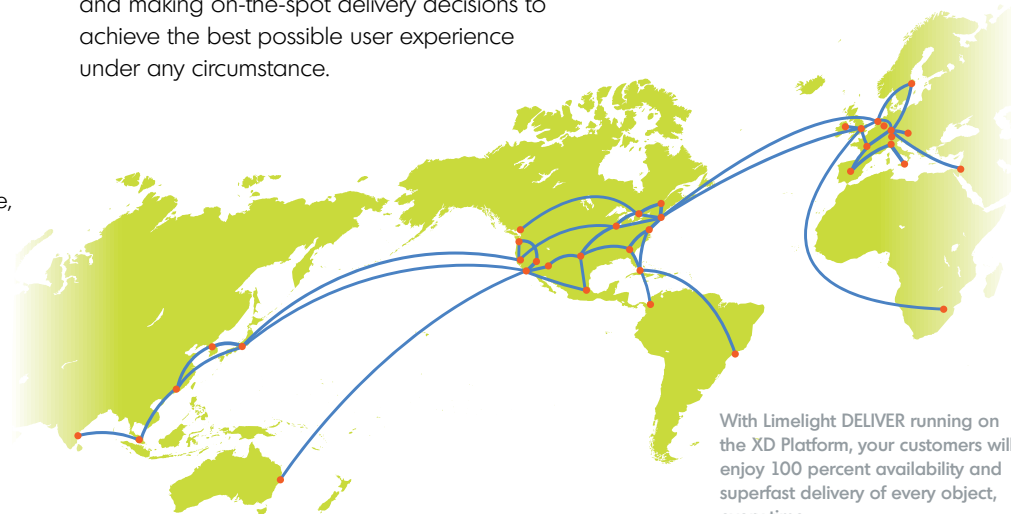 and making on-the-spot delivery decisions to
achieve the best possible user experience
under any circumstance.
e,
With Limelight DELIVER running on
the XD Platform, your customers will
enjoy 100 percent availability and
superfast delivery of every object,